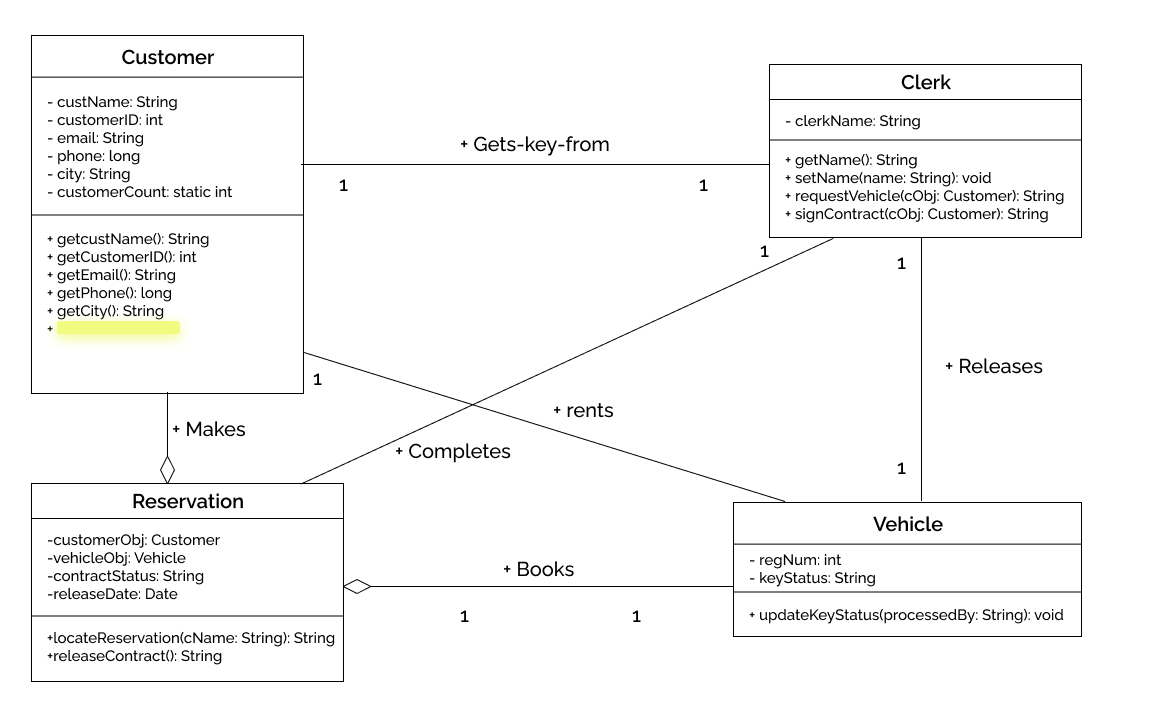 Customer
- custName: String
- customerID: int
- email: String
- phone: long
- city: String
- customerCount: static int
+ getcustName(): String
+ getCustomerID(): int
+ getEmail(): String
+ getPhone(): long
+ getCity(): String
+
Clerk
- clerkName: String
+ getName(): String
+ setName(name: String): void
+ requestVehicle(cObj: Customer): String
+ signContract(cObj: Customer): String
+ Gets-key-from
1
1
1
1
+ Releases
1
1
+ rents
+ Completes
+ Makes
Reservation
-customerObj: Customer
-vehicleObj: Vehicle
-contractStatus: String
-releaseDate: Date
+locateReservation(cName: String): String
+releaseContract(): String
+ Books
1
1
Vehicle
- regNum: int
- keyStatus: String
+ updateKeyStatus(processedBy: String): void